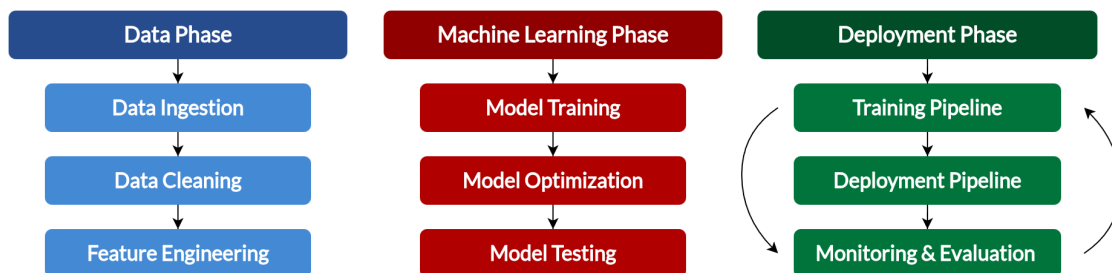 Data Phase
Data Ingestion
Data Cleaning
Feature Engineering
Machine Learning Phase
Model Training
Model Optimization
Model Testing
Deployment Phase
Training Pipeline
Deployment Pipeline
Monitoring & Evaluation